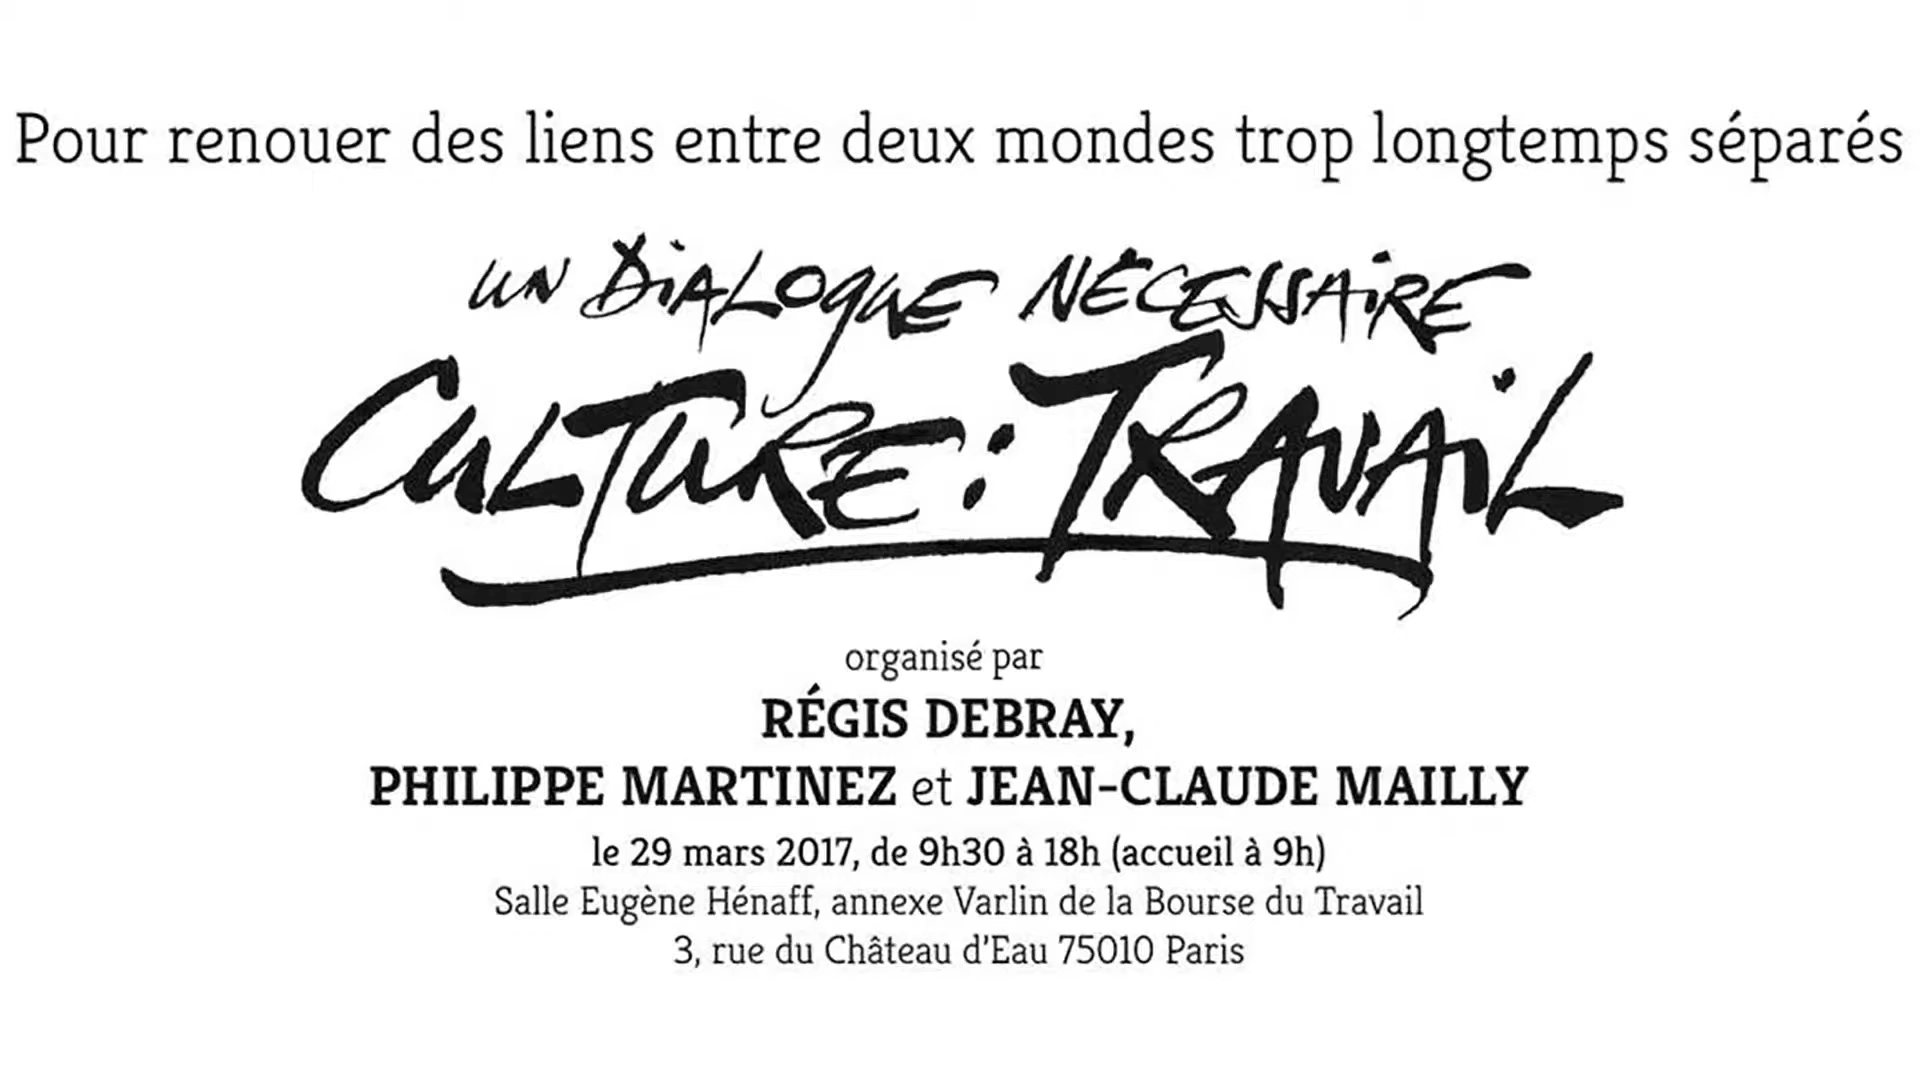 Pour renouer des liens entre deux mondes trop longtemps séparés
UN DIALOGUE NÉCESSAIRE
CULTURE : TRAVAIL
organisé par
RÉGIS DEBRAY,
PHILIPPE MARTINEZ et JEAN-CLAUDE MAILLY
le 29 mars 2017, de 9h30 à 18h (accueil à 9h)
Salle Eugène Hénaff, annexe Varlin de la Bourse du Travail
3, rue du Château d'Eau 75010 Paris